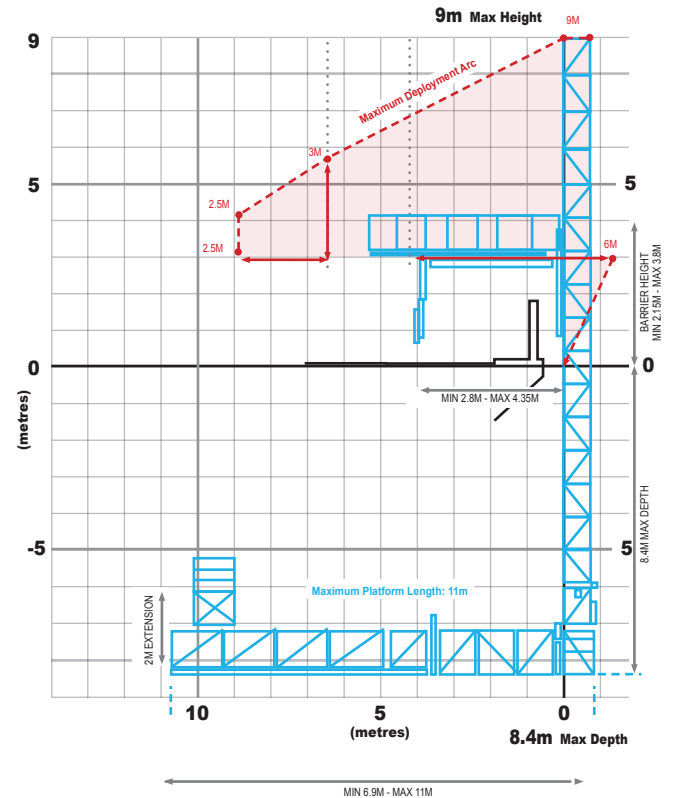 9m Max Height
9M
9
Maximum Deployment Arc
3M
5
5
2.5M
2.5M
6M
BARRIER HEIGHT
MIN 2.15M - MAX 3.8M
0
0
MIN 2.8M - MAX 4.35M
(metres)
8.4M MAX DEPTH
-5
5
Maximum Platform Length: 11m
2M EXTENSION
10
5
0
(metres)
8.4m Max Depth
MIN 6.9M - MAX 11M